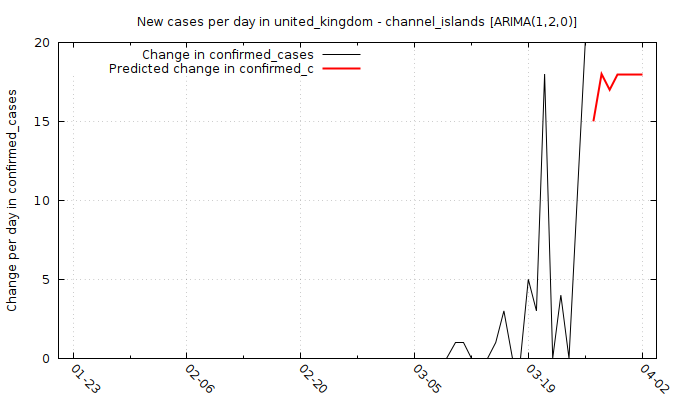 New cases per day in united_kingdom - channel_islands [ARIMA(1,2,0)]
Change in confirmed_cases
Predicted change in confirmed_c
Change per day in confirmed_cases
20
15
10
5
0
01-23
02-06
02-20
03-05
03-19
04-02